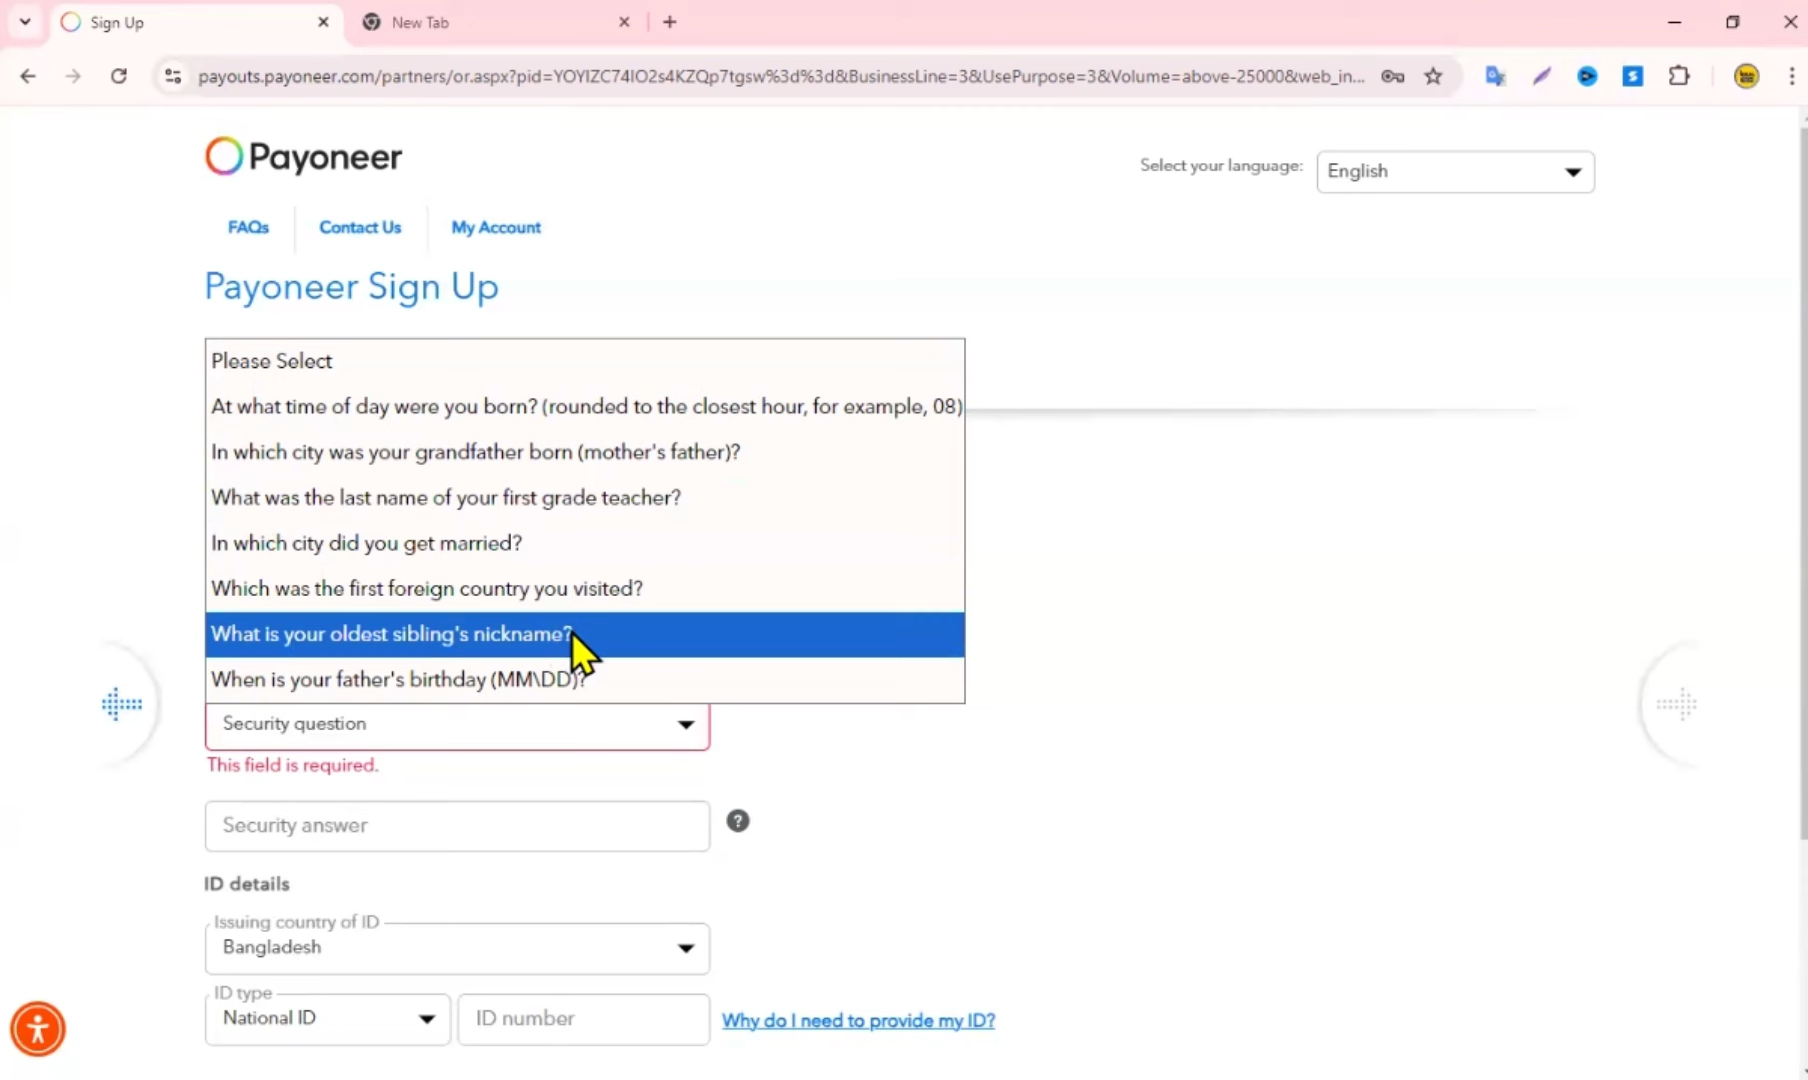 Sign Up
New Tab
payouts.payoneer.com/partners/or.aspx?pid=YOYIZC74IO2s4KZQp7tgsw%3d%3d&BusinessLine=3&UsePurpose=3&Volume=above-25000&web_in...
Payoneer
Select your language:
English
FAQs
Contact Us
My Account
Payoneer Sign Up
Please Select
At what time of day were you born? (rounded to the closest hour, for example, 08)
In which city was your grandfather born (mother's father)?
What was the last name of your first grade teacher?
In which city did you get married?
Which was the first foreign country you visited?
What is your oldest sibling's nickname?
When is your father's birthday (MM\DD)?
Security question
This field is required.
Security answer
?
ID details
Issuing country of ID
Bangladesh
ID type
National ID
ID number
Why do I need to provide my ID?